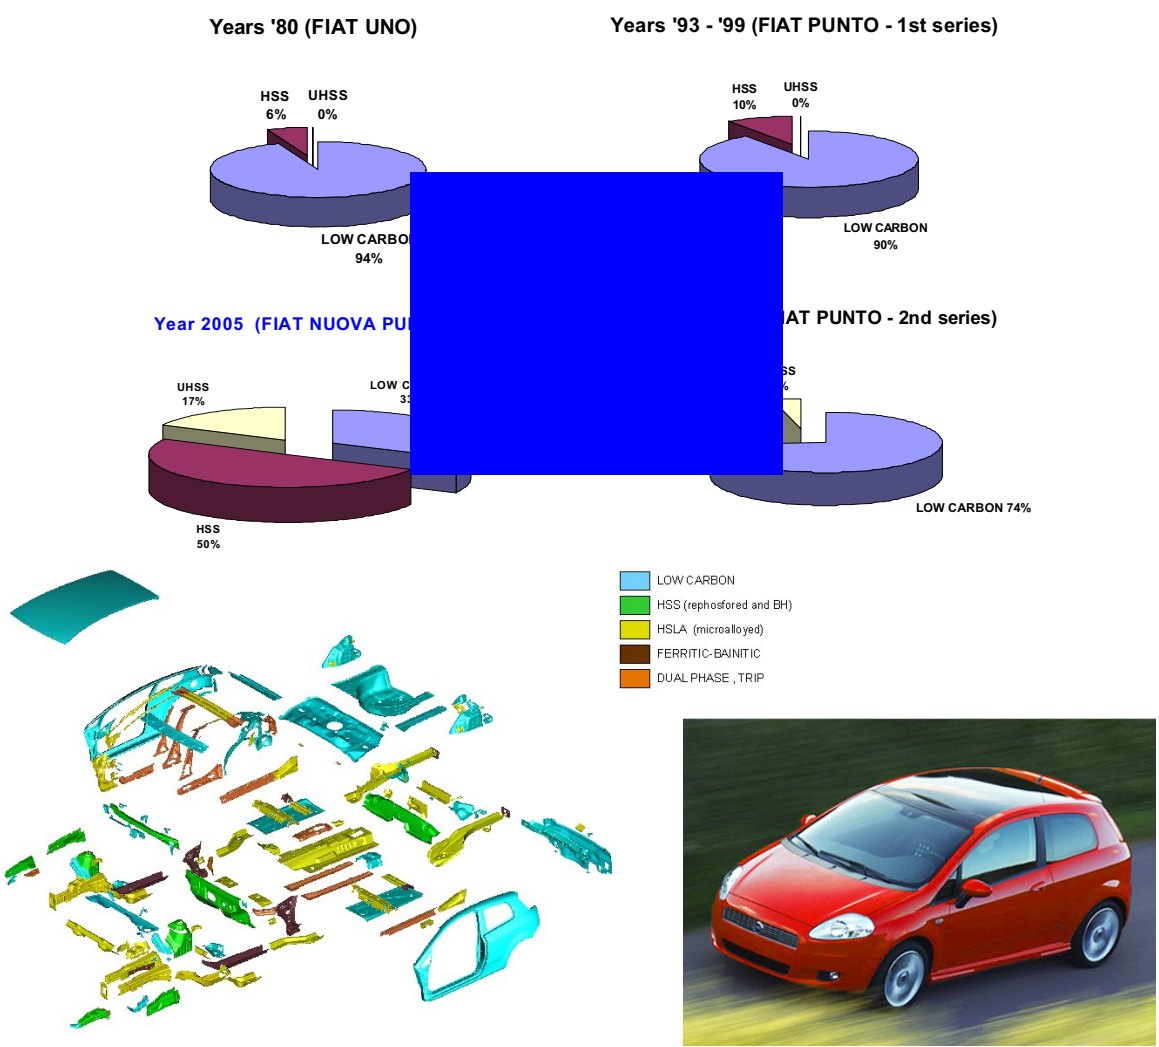 Years '80 (FIAT UNO)
HSS
6%
UHSS
0%
LOW CARBO
94%
Years '93 - '99 (FIAT PUNTO - 1st series)
HSS
10%
UHSS
0%
LOW CARBON
90%
Year 2005 (FIAT NUOVA PU
UHSS
17%
LOW C
33
HSS
50%
IAT PUNTO - 2nd series)
SS
%
LOW CARBON 74%
LOW CARBON
HSS (rephosfored and BH)
HSLA (microalloyed)
FERRITIC-BAINITIC
DUAL PHASE , TRIP